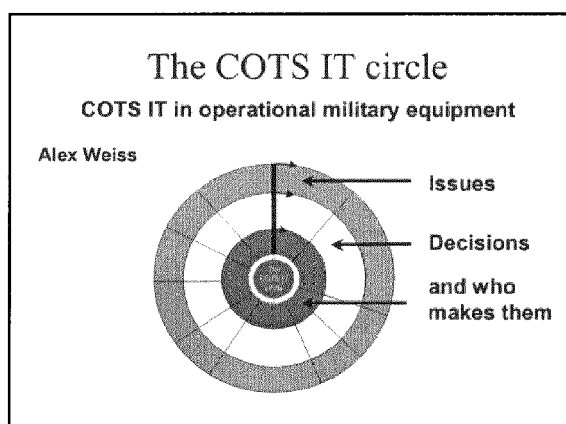 The COTS IT circle
COTS IT in operational military equipment
Alex Weiss
Issues
Decisions
and who
makes them